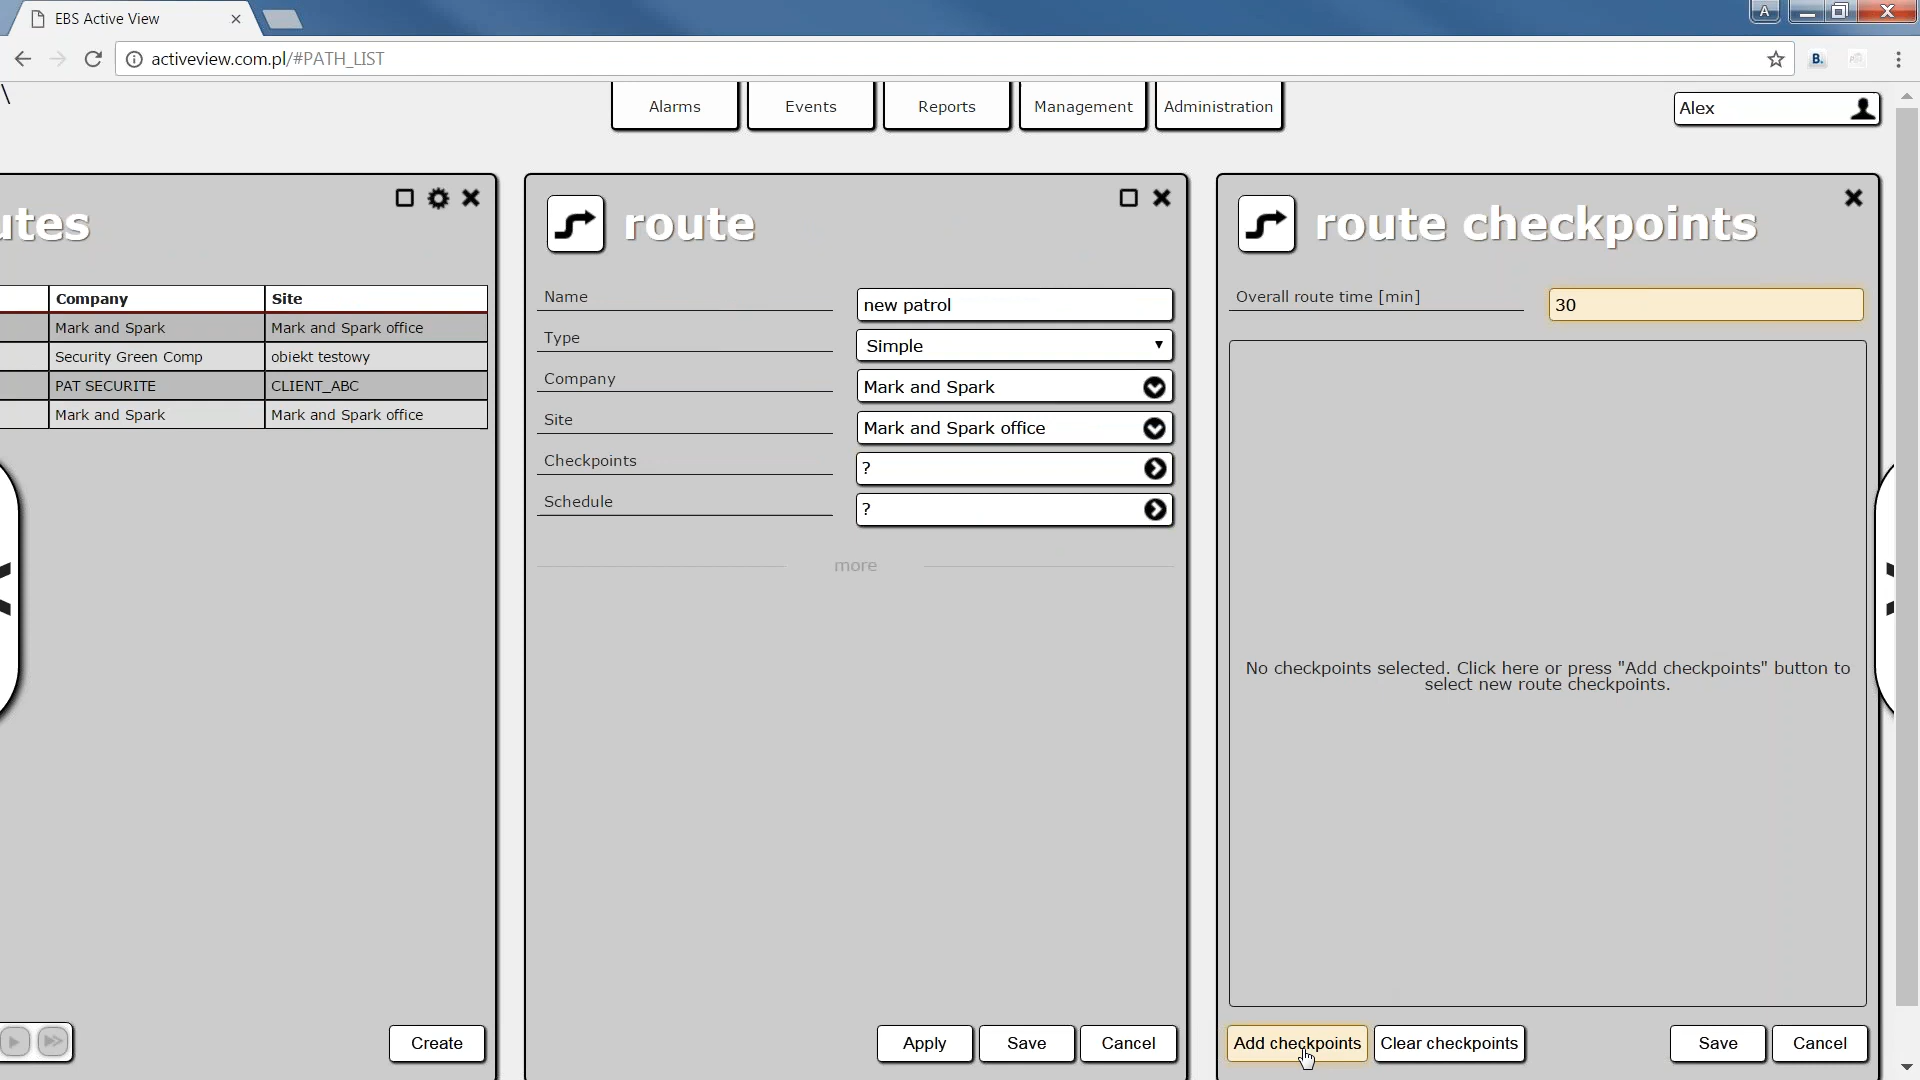 EBS Active View
A
activeview.com.pl/#PATH_LIST
B.
\
Alarms
Events
Reports
Management
Administration
Alex
utes
Company Site
Mark and Spark Mark and Spark office
Security Green Comp obiekt testowy
PAT SECURITE CLIENT_ABC
Mark and Spark Mark and Spark office
Create
route
Name new patrol
Type Simple
Company Mark and Spark
Site Mark and Spark office
Checkpoints ?
Schedule ?
more
Apply Save Cancel
route checkpoints
Overall route time [min] 30
No checkpoints selected. Click here or press "Add checkpoints" button to
select new route checkpoints.
Add checkpoints Clear checkpoints Save Cancel